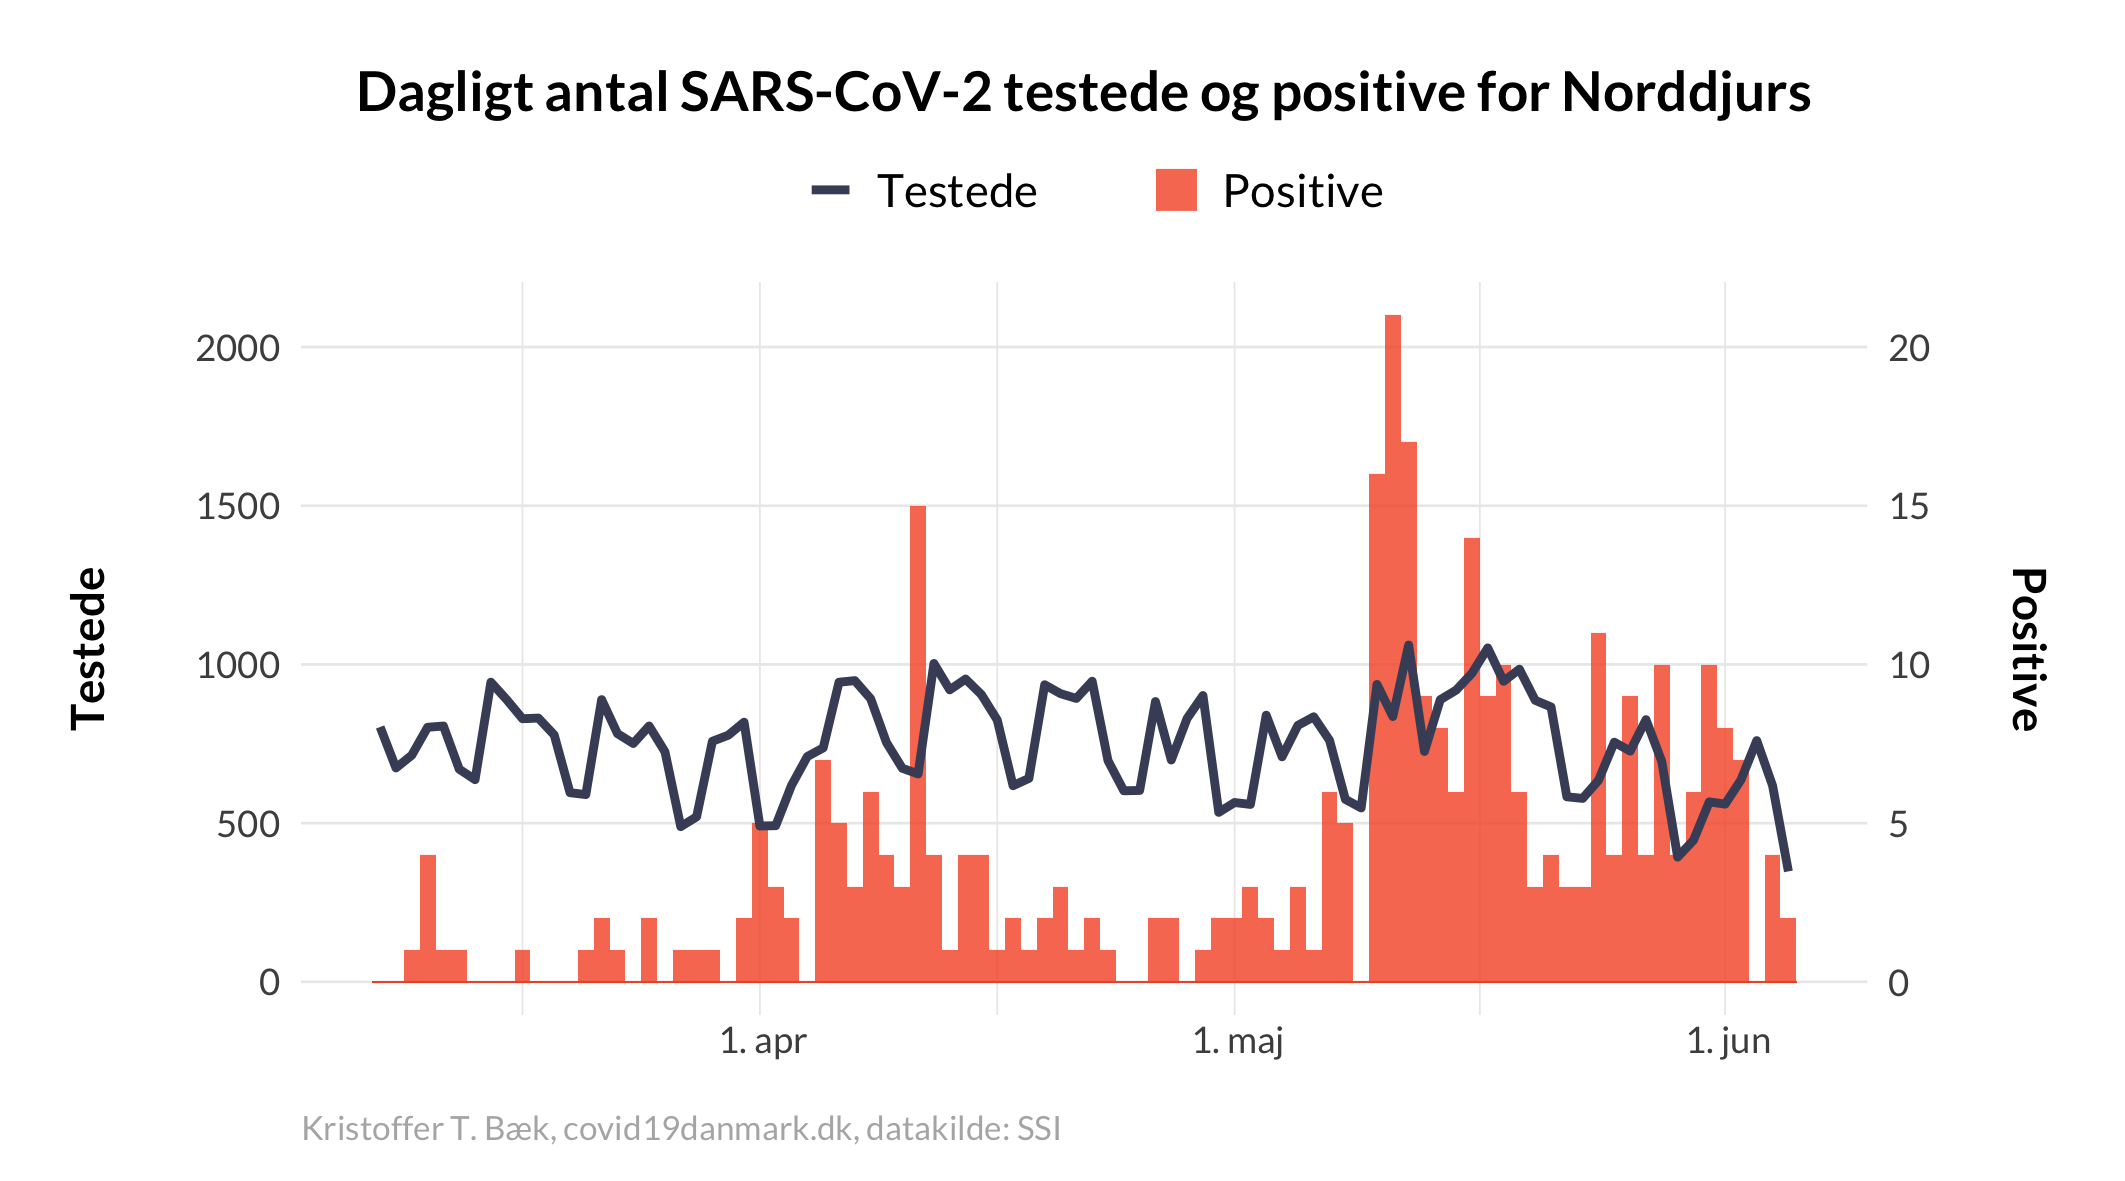 Dagligt antal SARS-CoV-2 testede og positive for Norddjurs
Testede
Positive
2000
1500
1000
500
0
Testede
20
15
10
5
0
Positive
1. apr
1. maj
1. jun
Kristoffer T. Bæk, covid19danmark.dk, datakilde: SSI